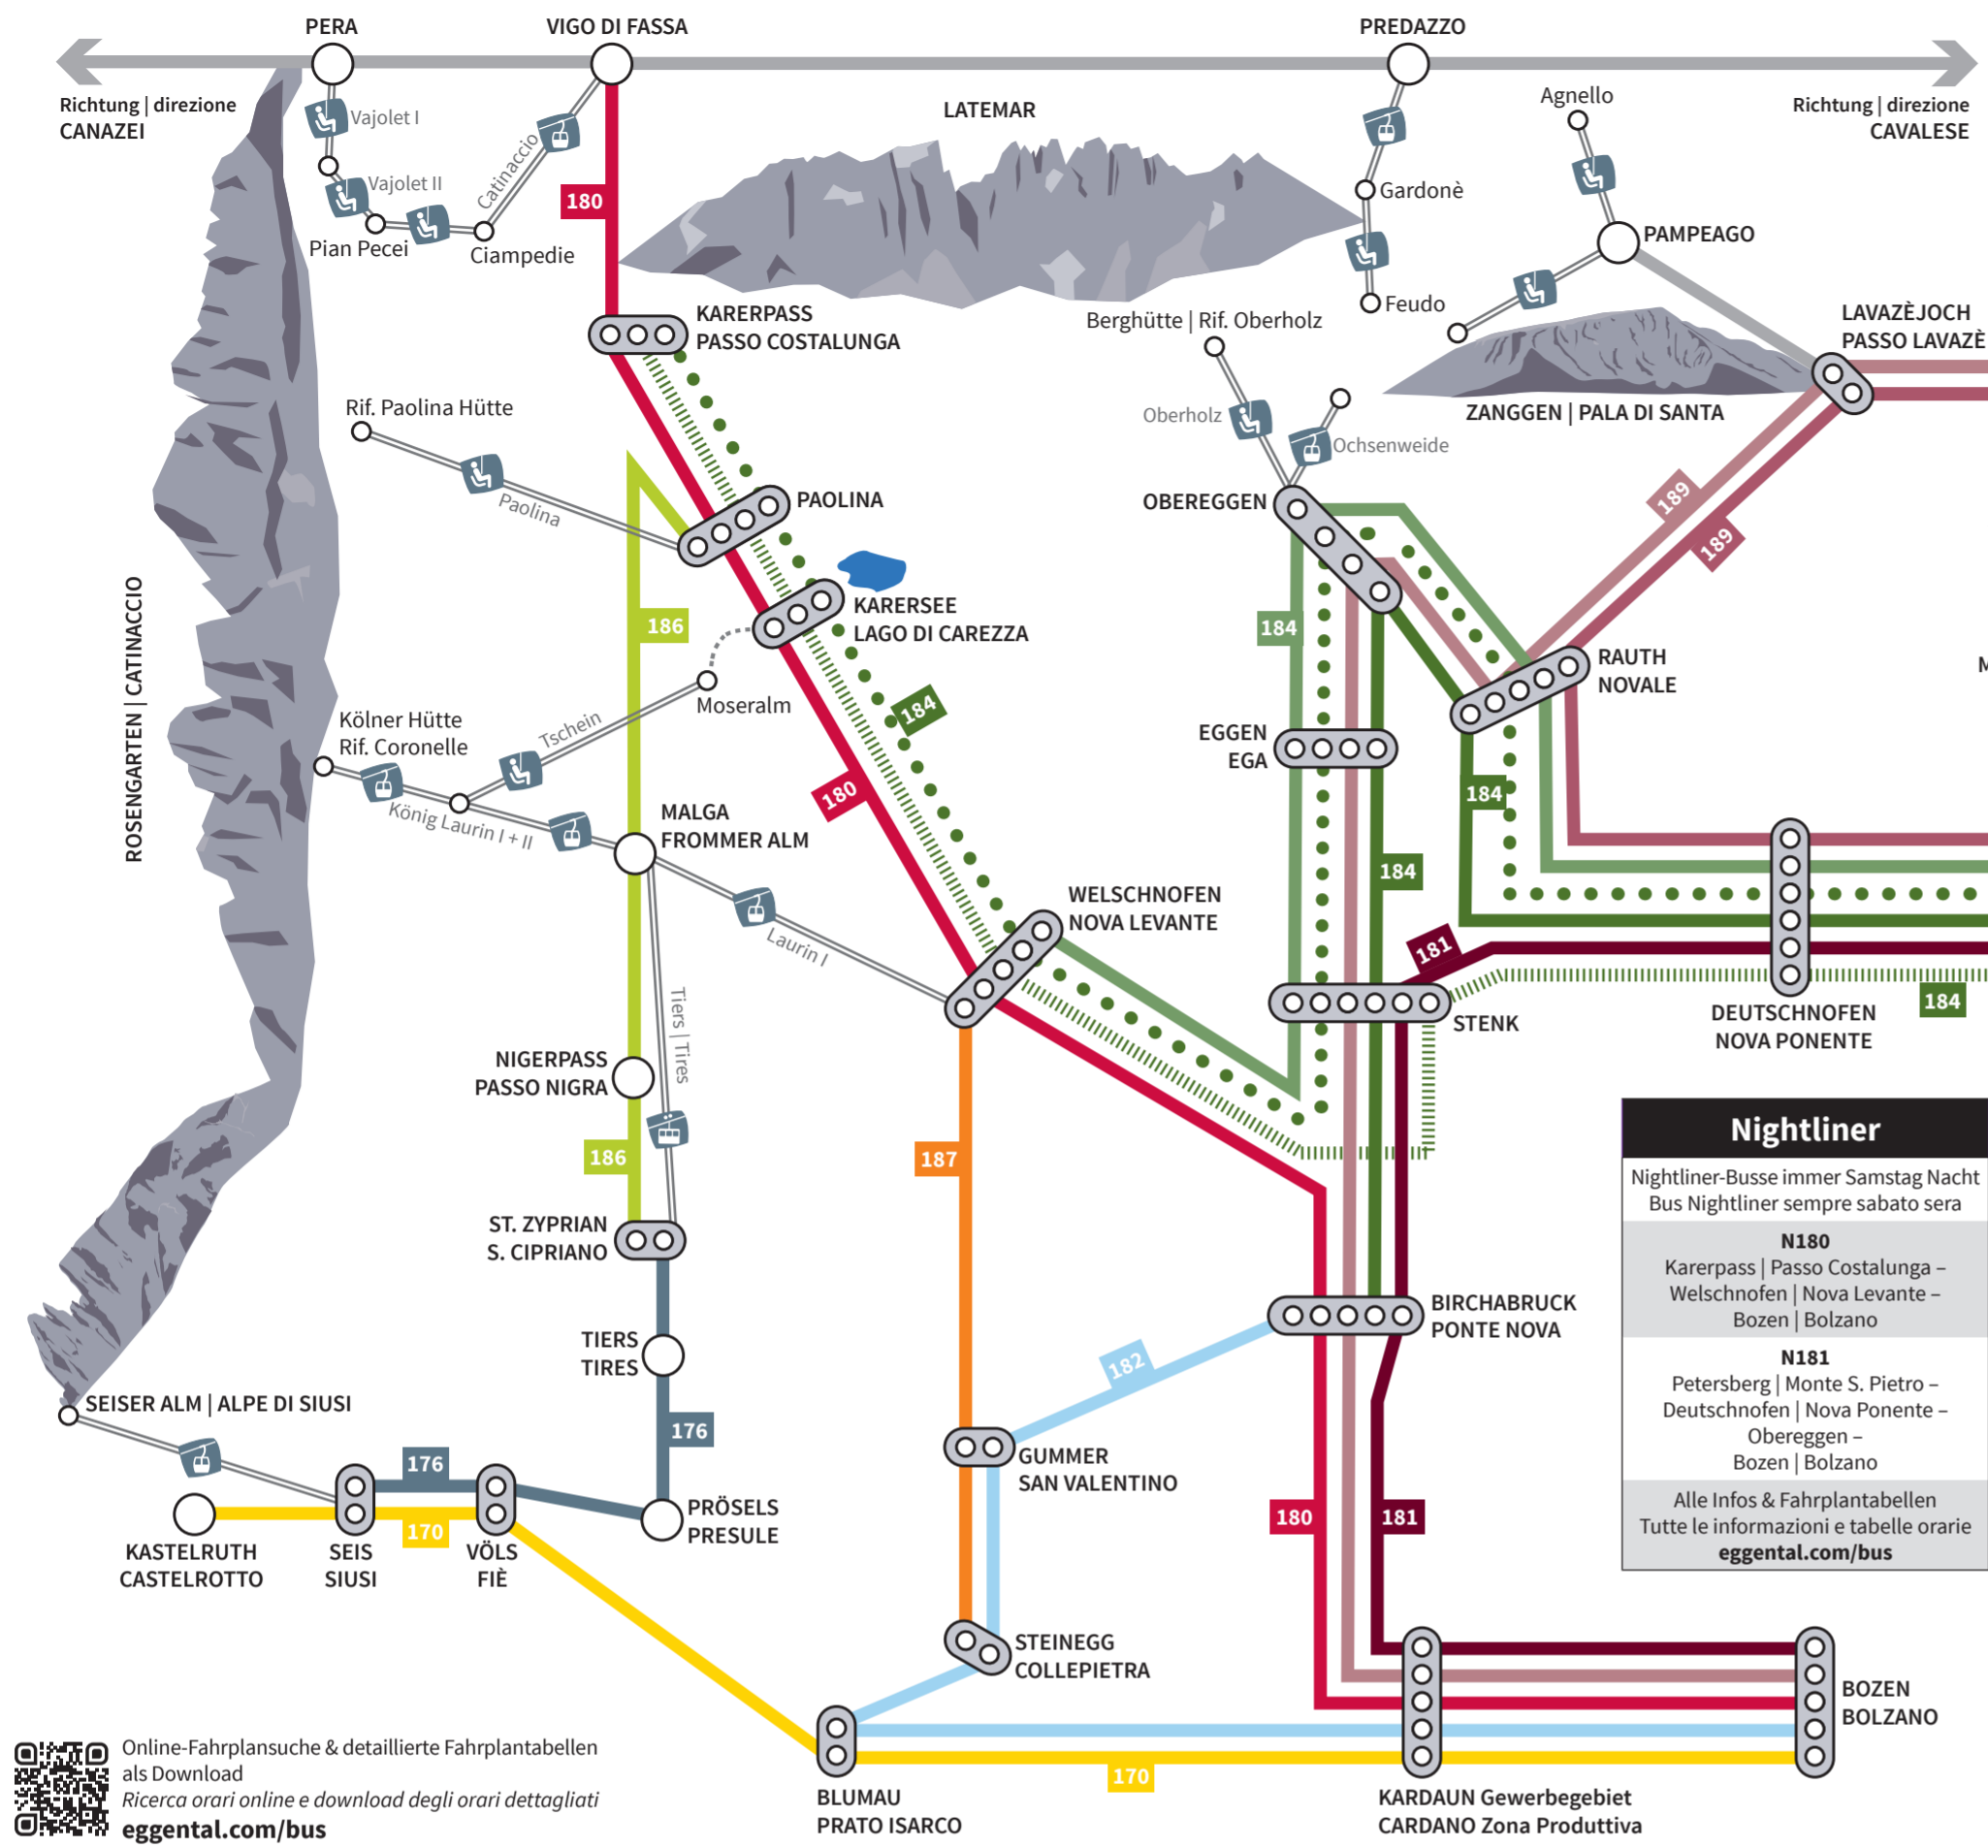 PERA
VIGO DI FASSA
PREDAZZO
Richtung | direzione
CANAZEI
Vajolet I
Vajolet II
Catinaccio
180
Pian Pecei
Ciampedie
LATEMAR
Gardonè
Feudo
Agnello
Richtung | direzione
CAVALESE
PAMPEAGO
LAVAZÈJOCH
PASSO LAVAZÈ
ZANGGEN | PALA DI SANTA
KARERPASS
PASSO COSTALUNGA
Berghütte | Rif. Oberholz
Oberholz
Ochsenweide
OBEREGGEN
189
189
Rif. Paolina Hütte
Paolina
PAOLINA
KARERSEE
LAGO DI CAREZZA
186
184
184
RAUTH
NOVALE
M
ROSENGARTEN | CATINACCIO
Moseralm
Kölner Hütte
Rif. Coronelle
Tschein
König Laurin I + II
180
EGGEN
EGA
184
184
MALGA
FROMMER ALM
Laurin I
WELSCHNOFEN
NOVA LEVANTE
181
STENK
DEUTSCHNOFEN
NOVA PONENTE
184
Tiers | Tires
NIGERPASS
PASSO NIGRA
186
187
ST. ZYPRIAN
S. CIPRIANO
TIERS
TIRES
176
BIRCHABRUCK
PONTE NOVA
182
Nightliner
Nightliner-Busse immer Samstag Nacht
Bus Nightliner sempre sabato sera
N180
Karerpass | Passo Costalunga –
Welschnofen | Nova Levante –
Bozen | Bolzano
N181
Petersberg | Monte S. Pietro –
Deutschnofen | Nova Ponente –
Obereggen –
Bozen | Bolzano
Alle Infos & Fahrplantabellen
Tutte le informazioni e tabelle orarie
eggental.com/bus
SEISER ALM | ALPE DI SIUSI
176
170
KASTELRUTH
CASTELROTTO
SEIS
SIUSI
VÖLS
FIÈ
PRÖSELS
PRESULE
GUMMER
SAN VALENTINO
180
181
STEINEGG
COLLEPIETRA
BOZEN
BOLZANO
170
BLUMAU
PRATO ISARCO
KARDAUN Gewerbegebiet
CARDANO Zona Produttiva
Online-Fahrplansuche & detaillierte Fahrplantabellen
als Download
Ricerca orari online e download degli orari dettagliati
eggental.com/bus